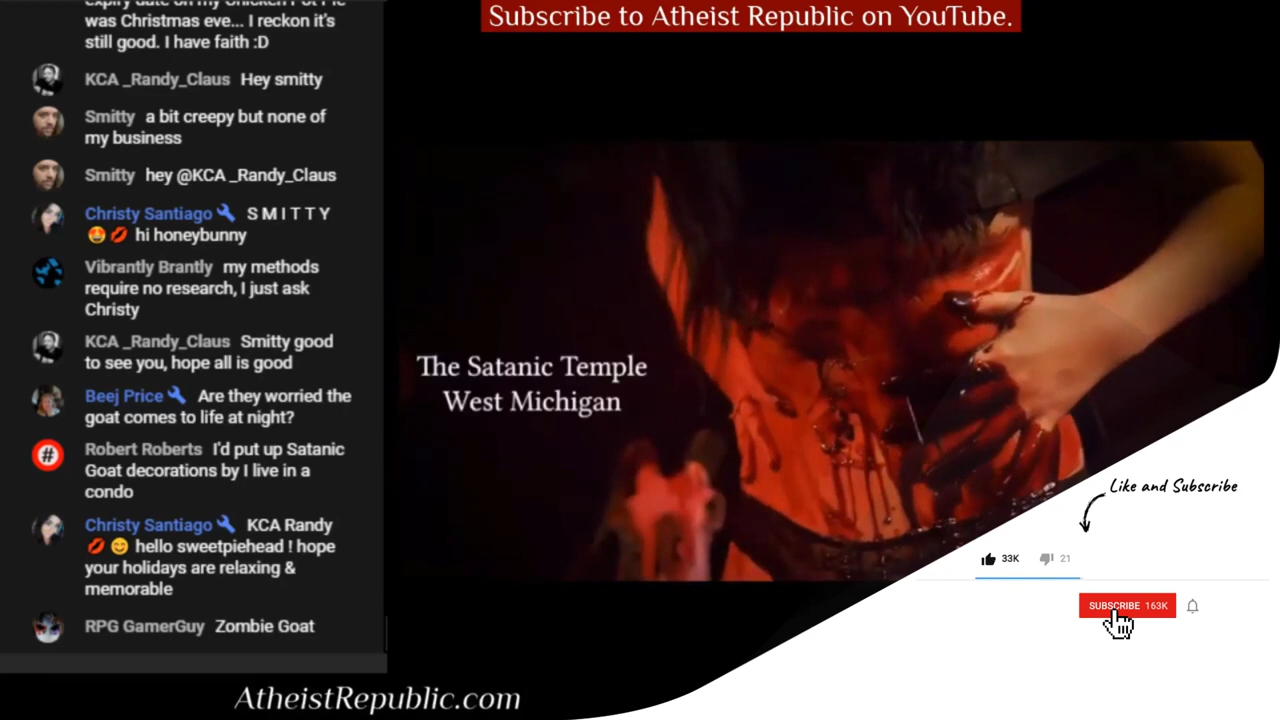 Subscribe to Atheist Republic on YouTube.
was Christmas eve... I reckon it's
still good. I have faith :D
KCA _Randy_Claus Hey smitty
Smitty a bit creepy but none of
my business
Smitty hey @KCA _Randy_Claus
Christy Santiago S M I T T Y
hi honeybunny
Vibrantly Brantly my methods
require no research, I just ask
Christy
KCA _Randy_Claus Smitty good
to see you, hope all is good
Beej Price Are they worried the
goat comes to life at night?
Robert Roberts I'd put up Satanic
Goat decorations by I live in a
condo
Christy Santiago KCA Randy
hello sweetpiehead ! hope
your holidays are relaxing &
memorable
RPG GamerGuy Zombie Goat
The Satanic Temple
West Michigan
Like and Subscribe
33K 21
SUBSCRIBE 163K
AtheistRepublic.com